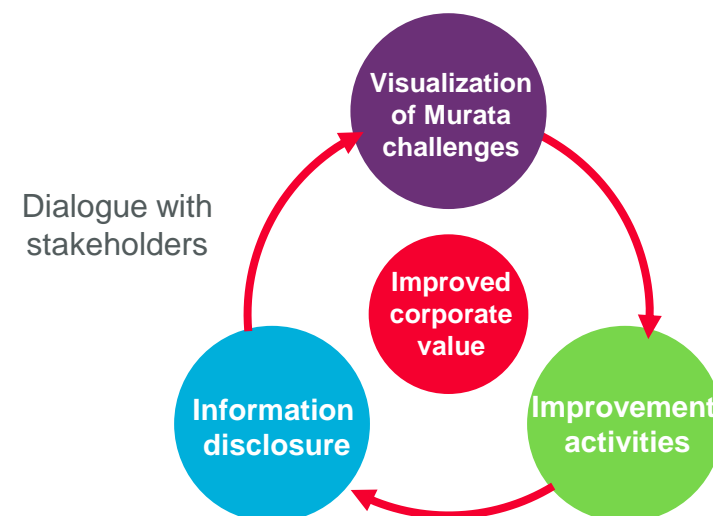 Visualization
of Murata
challenges
Dialogue with
stakeholders
Improved
corporate
value
Information
disclosure
Improvement
activities